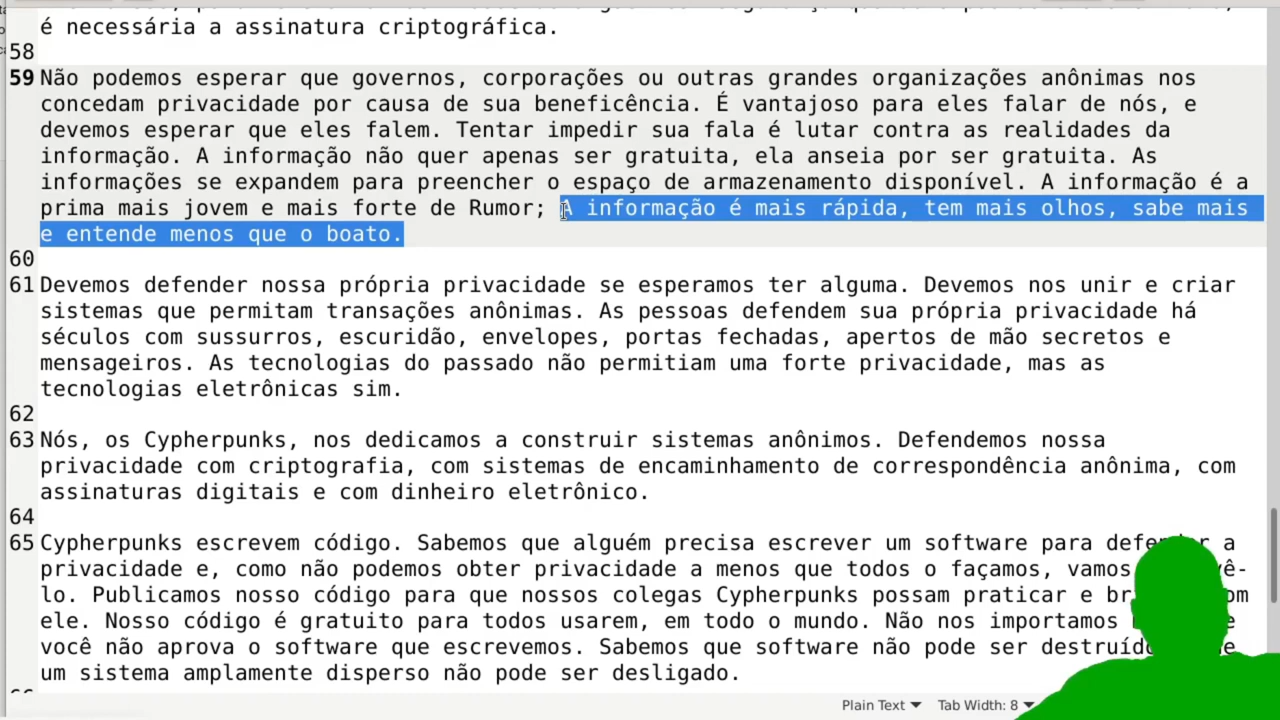 é necessária a assinatura criptográfica.
58
59 Não podemos esperar que governos, corporações ou outras grandes organizações anônimas nos
concedam privacidade por causa de sua beneficência. É vantajoso para eles falar de nós, e
devemos esperar que eles falem. Tentar impedir sua fala é lutar contra as realidades da
informação. A informação não quer apenas ser gratuita, ela anseia por ser gratuita. As
informações se expandem para preencher o espaço de armazenamento disponível. A informação é a
prima mais jovem e mais forte de Rumor; A informação é mais rápida, tem mais olhos, sabe mais
e entende menos que o boato.
60
61 Devemos defender nossa própria privacidade se esperamos ter alguma. Devemos nos unir e criar
sistemas que permitam transações anônimas. As pessoas defendem sua própria privacidade há
séculos com sussurros, escuridão, envelopes, portas fechadas, apertos de mão secretos e
mensageiros. As tecnologias do passado não permitiam uma forte privacidade, mas as
tecnologias eletrônicas sim.
62
63 Nós, os Cypherpunks, nos dedicamos a construir sistemas anônimos. Defendemos nossa
privacidade com criptografia, com sistemas de encaminhamento de correspondência anônima, com
assinaturas digitais e com dinheiro eletrônico.
64
65 Cypherpunks escrevem código. Sabemos que alguém precisa escrever um software para defender a
privacidade e, como não podemos obter privacidade a menos que todos o façamos, vamos
lo. Publicamos nosso código para que nossos colegas Cypherpunks possam praticar e
ele. Nosso código é gratuito para todos usarem, em todo o mundo. Não nos importamos
você não aprova o software que escrevemos. Sabemos que software não pode ser
um sistema amplamente disperso não pode ser desligado.
Plain Text Tab Width: 8